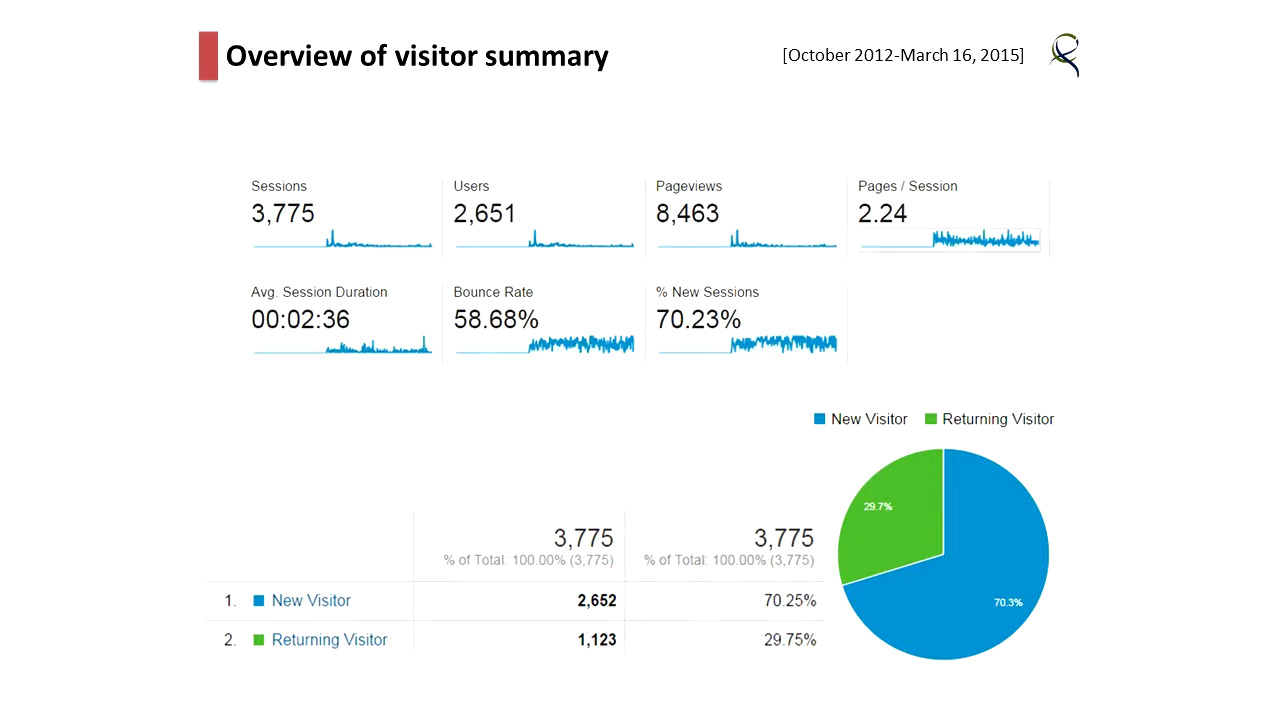 Overview of visitor summary
[October 2012-March 16, 2015]
Sessions
3,775
Users
2,651
Pageviews
8,463
Pages / Session
2.24
Avg. Session Duration
00:02:36
Bounce Rate
58.68%
% New Sessions
70.23%
New Visitor
Returning Visitor
29.7%
70.3%
3,775
% of Total: 100.00% (3,775)
3,775
% of Total: 100.00% (3,775)
1. New Visitor 2,652 70.25%
2. Returning Visitor 1,123 29.75%